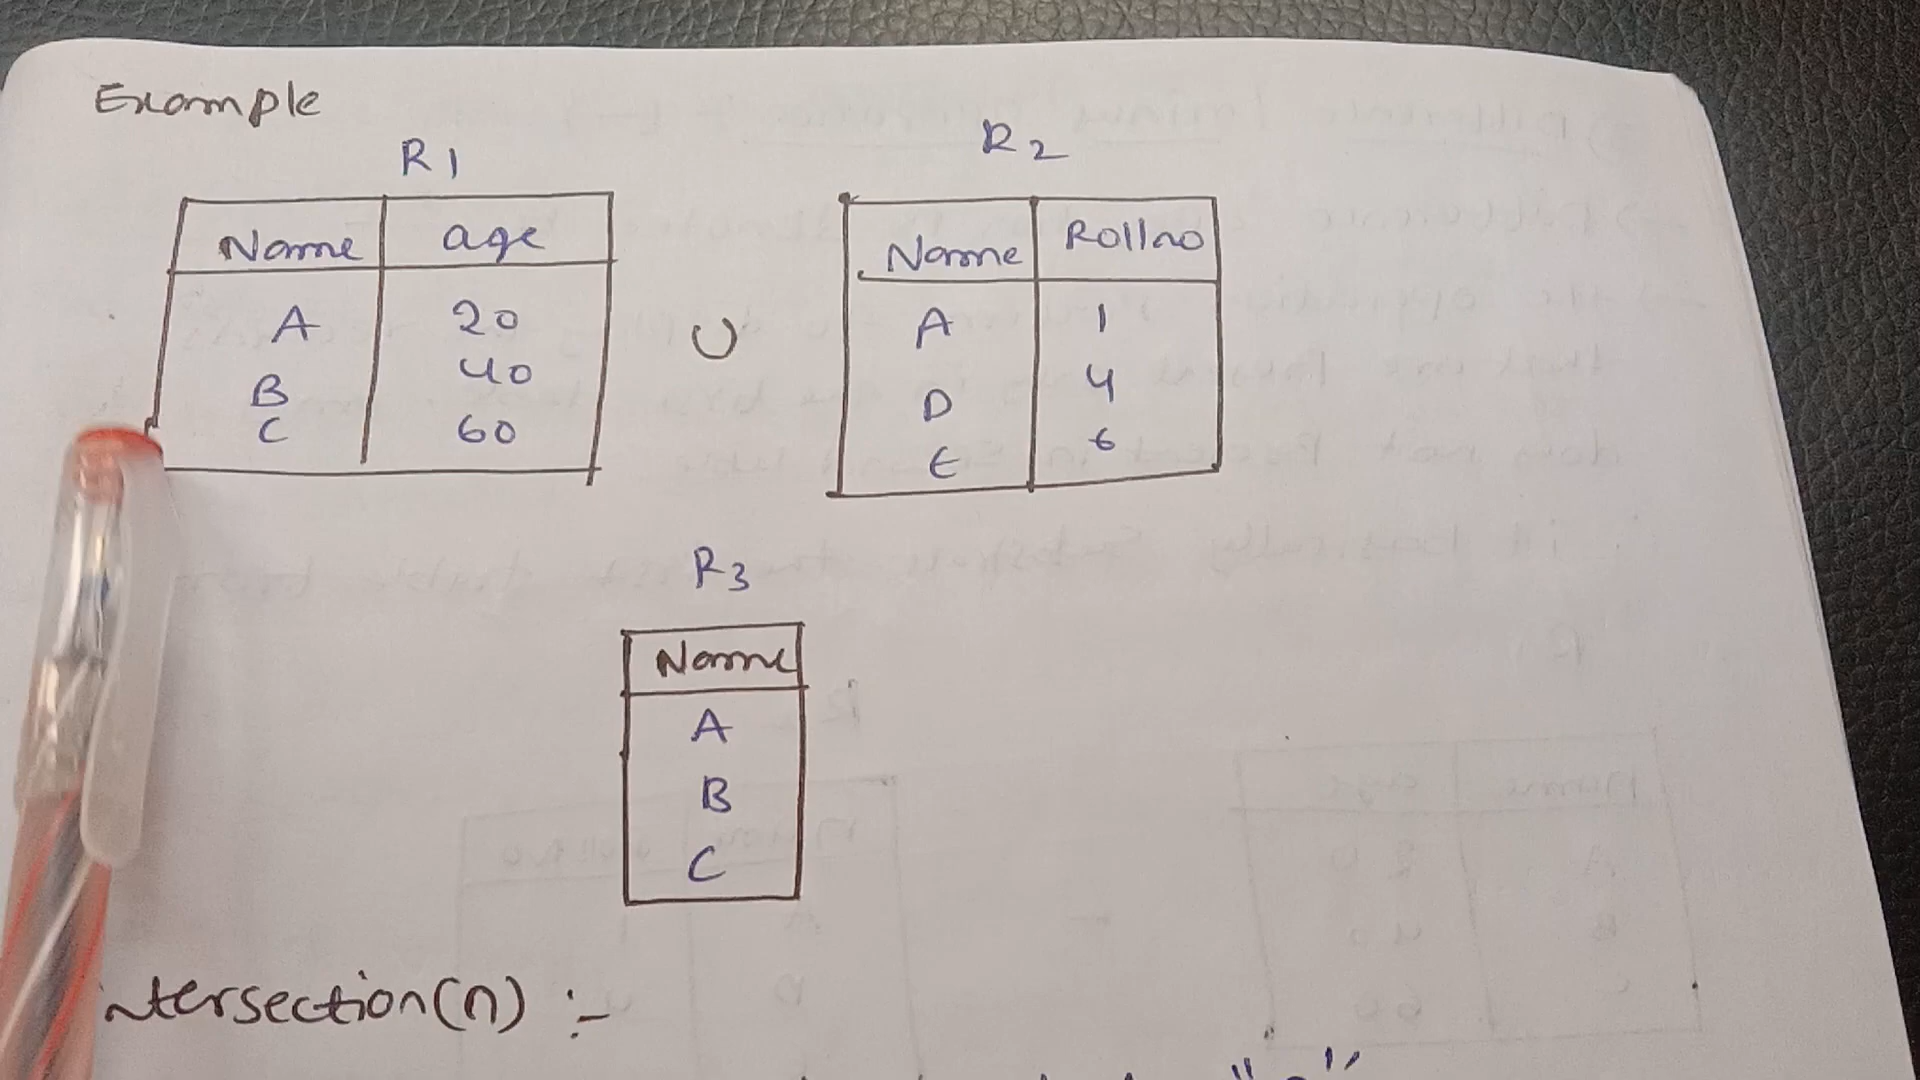 Example
R1
R2
Name age
Name Rollno
A 20
B 40
C 60
∪
A 1
D 4
E 6
R3
Name
A
B
C
ntersection(∩) :-